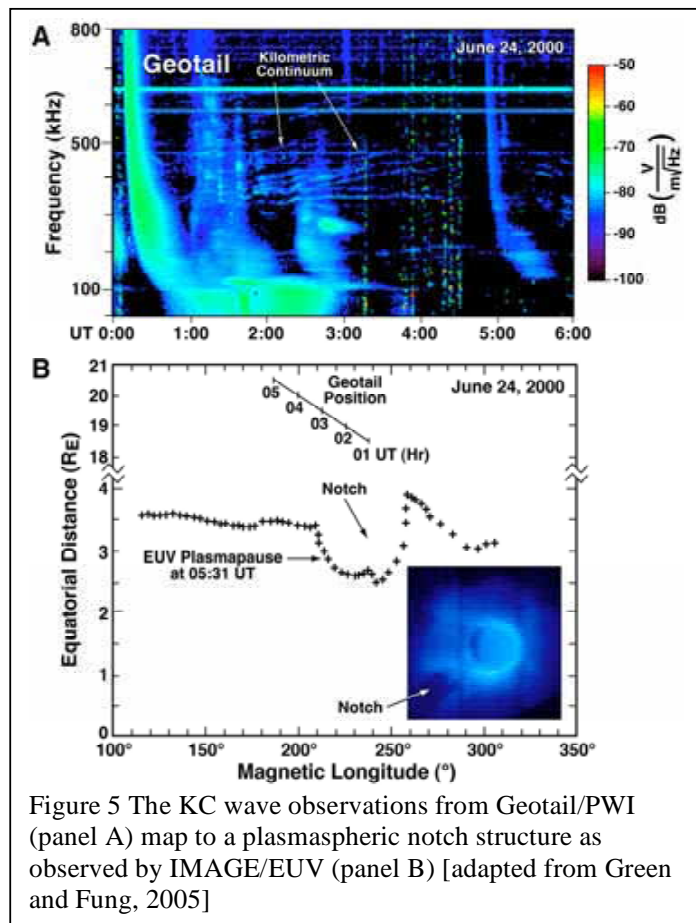 A
June 24, 2000
Geotail
Kilometric
Continuum
Frequency (kHz)
800
500
100
UT 0:00 1:00 2:00 3:00 4:00 5:00 6:00
-50
-60
-70
-80
-90
-100
dB (V/m√Hz)
B
June 24, 2000
Geotail
Position
05
04
03
02
01 UT (Hr)
Notch
EUV Plasmapause
at 05:31 UT
Notch
Equatorial Distance (RE)
21
20
19
18
4
3
2
1
0
100° 150° 200° 250° 300° 350°
Magnetic Longitude (°)
Figure 5 The KC wave observations from Geotail/PWI
(panel A) map to a plasmaspheric notch structure as
observed by IMAGE/EUV (panel B) [adapted from Green
and Fung, 2005]